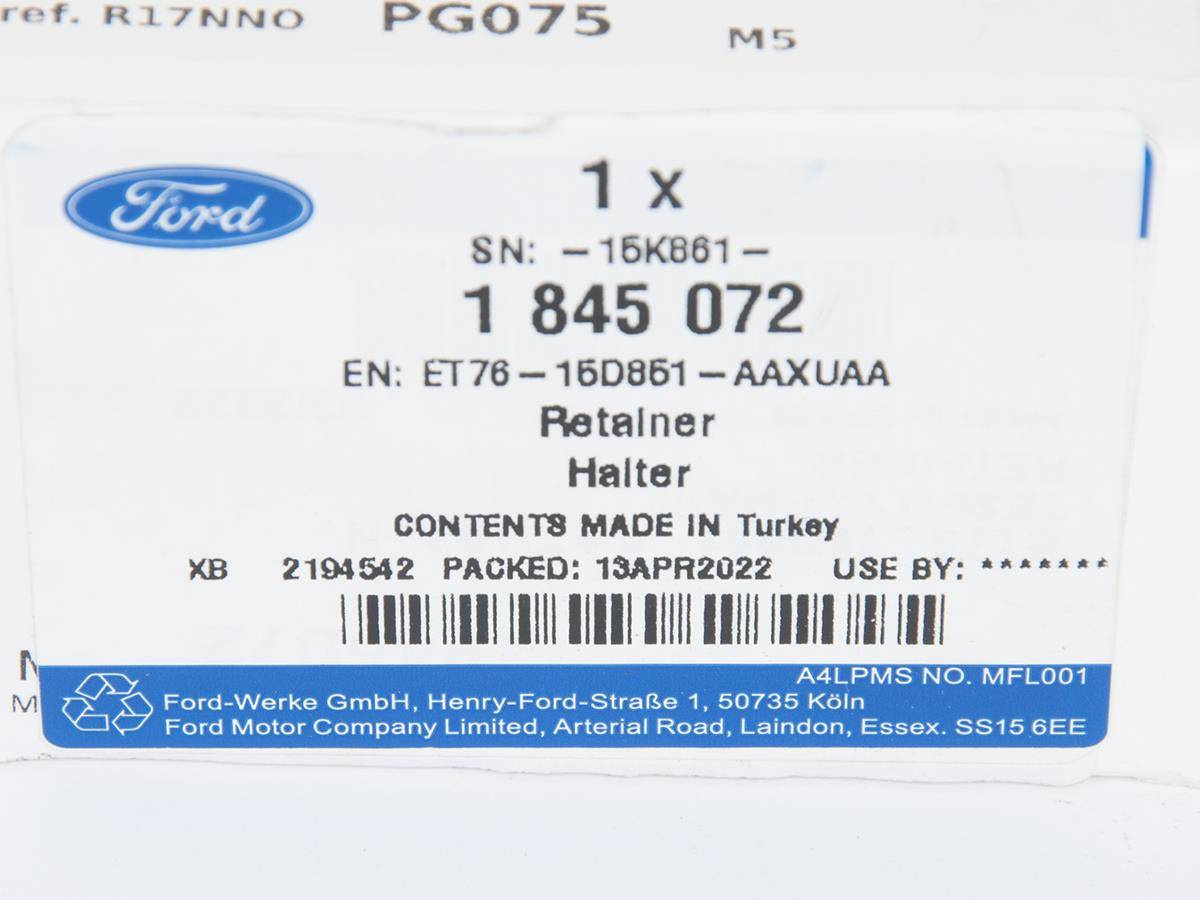 ref. R17NNO PG075 M5
Ford
1 x
SN: -15K861-
1 845 072
EN: ET76-15D851-AAXUAA
Retainer
Halter
CONTENTS MADE IN Turkey
XB 2194542 PACKED: 13APR2022 USE BY: *******
A4LPMS NO. MFL001
Ford-Werke GmbH, Henry-Ford-Straße 1, 50735 Köln
Ford Motor Company Limited, Arterial Road, Laindon, Essex. SS15 6EE